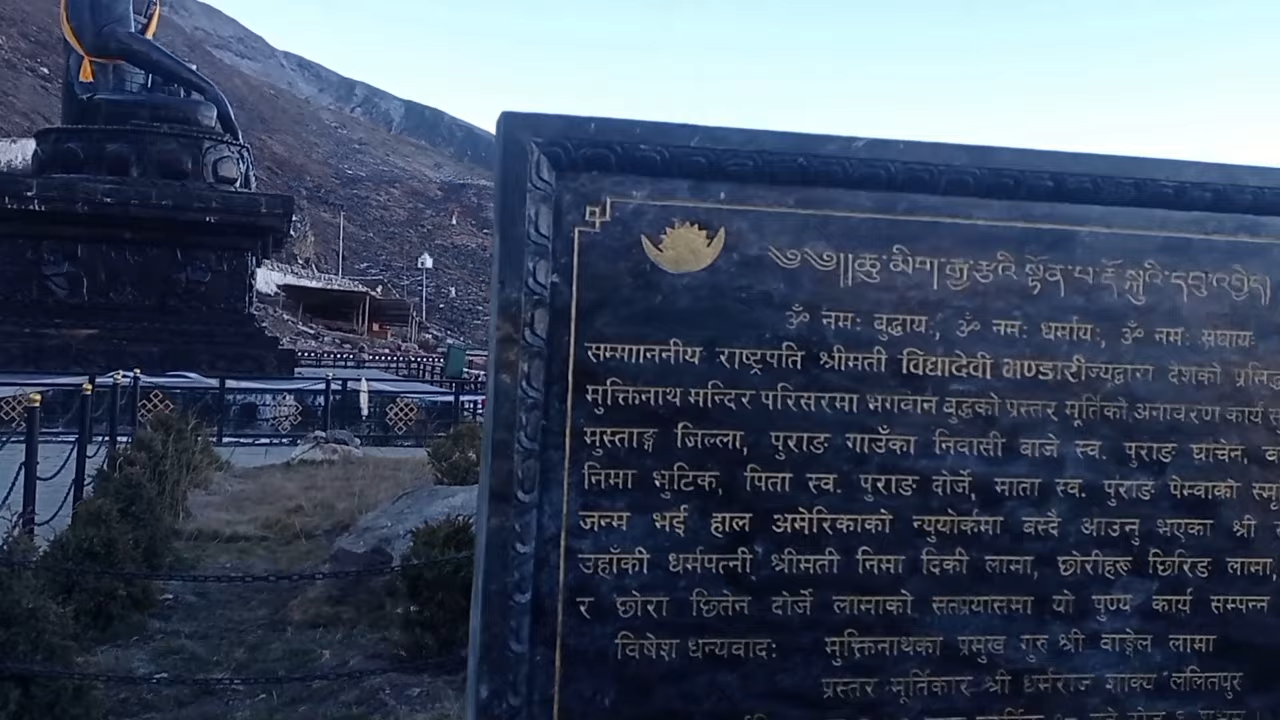 ॐ नमः बुद्धायः, ॐ नमः धर्मायः, ॐ नमः संघायः
सम्माननीय राष्ट्रपति श्रीमती विद्यादेवी भण्डारीज्यूद्वारा देशको
मुक्तिनाथ मन्दिर परिसरमा भगवान बुद्धको प्रस्तर मूर्तिको अनावरण कार्य
मुस्ताङ्ग जिल्ला, पुराङ गाउँका निवासी बाजे स्व. पुराङ घाचेन,
निमा भुटिक, पिता स्व. पुराङ दोर्जे, माता स्व. पुराङ पेम्वाको
जन्म भई हाल अमेरिकाको न्युयोर्कमा बस्दै आउनु भएका श्री
उहाँकी धर्मपत्नी श्रीमती निमा दिकी लामा, छोरीहरू छिरिङ लामा,
र छोरा छितेन दोर्जे लामाको सतप्रयासमा यो पुण्य कार्य सम्पन्न
विषेश धन्यवाद: मुक्तिनाथका प्रमुख गुरु श्री वाङ्गेल लामा
प्रस्तर मूर्तिकार श्री धर्मराज शाक्य ललितपुर